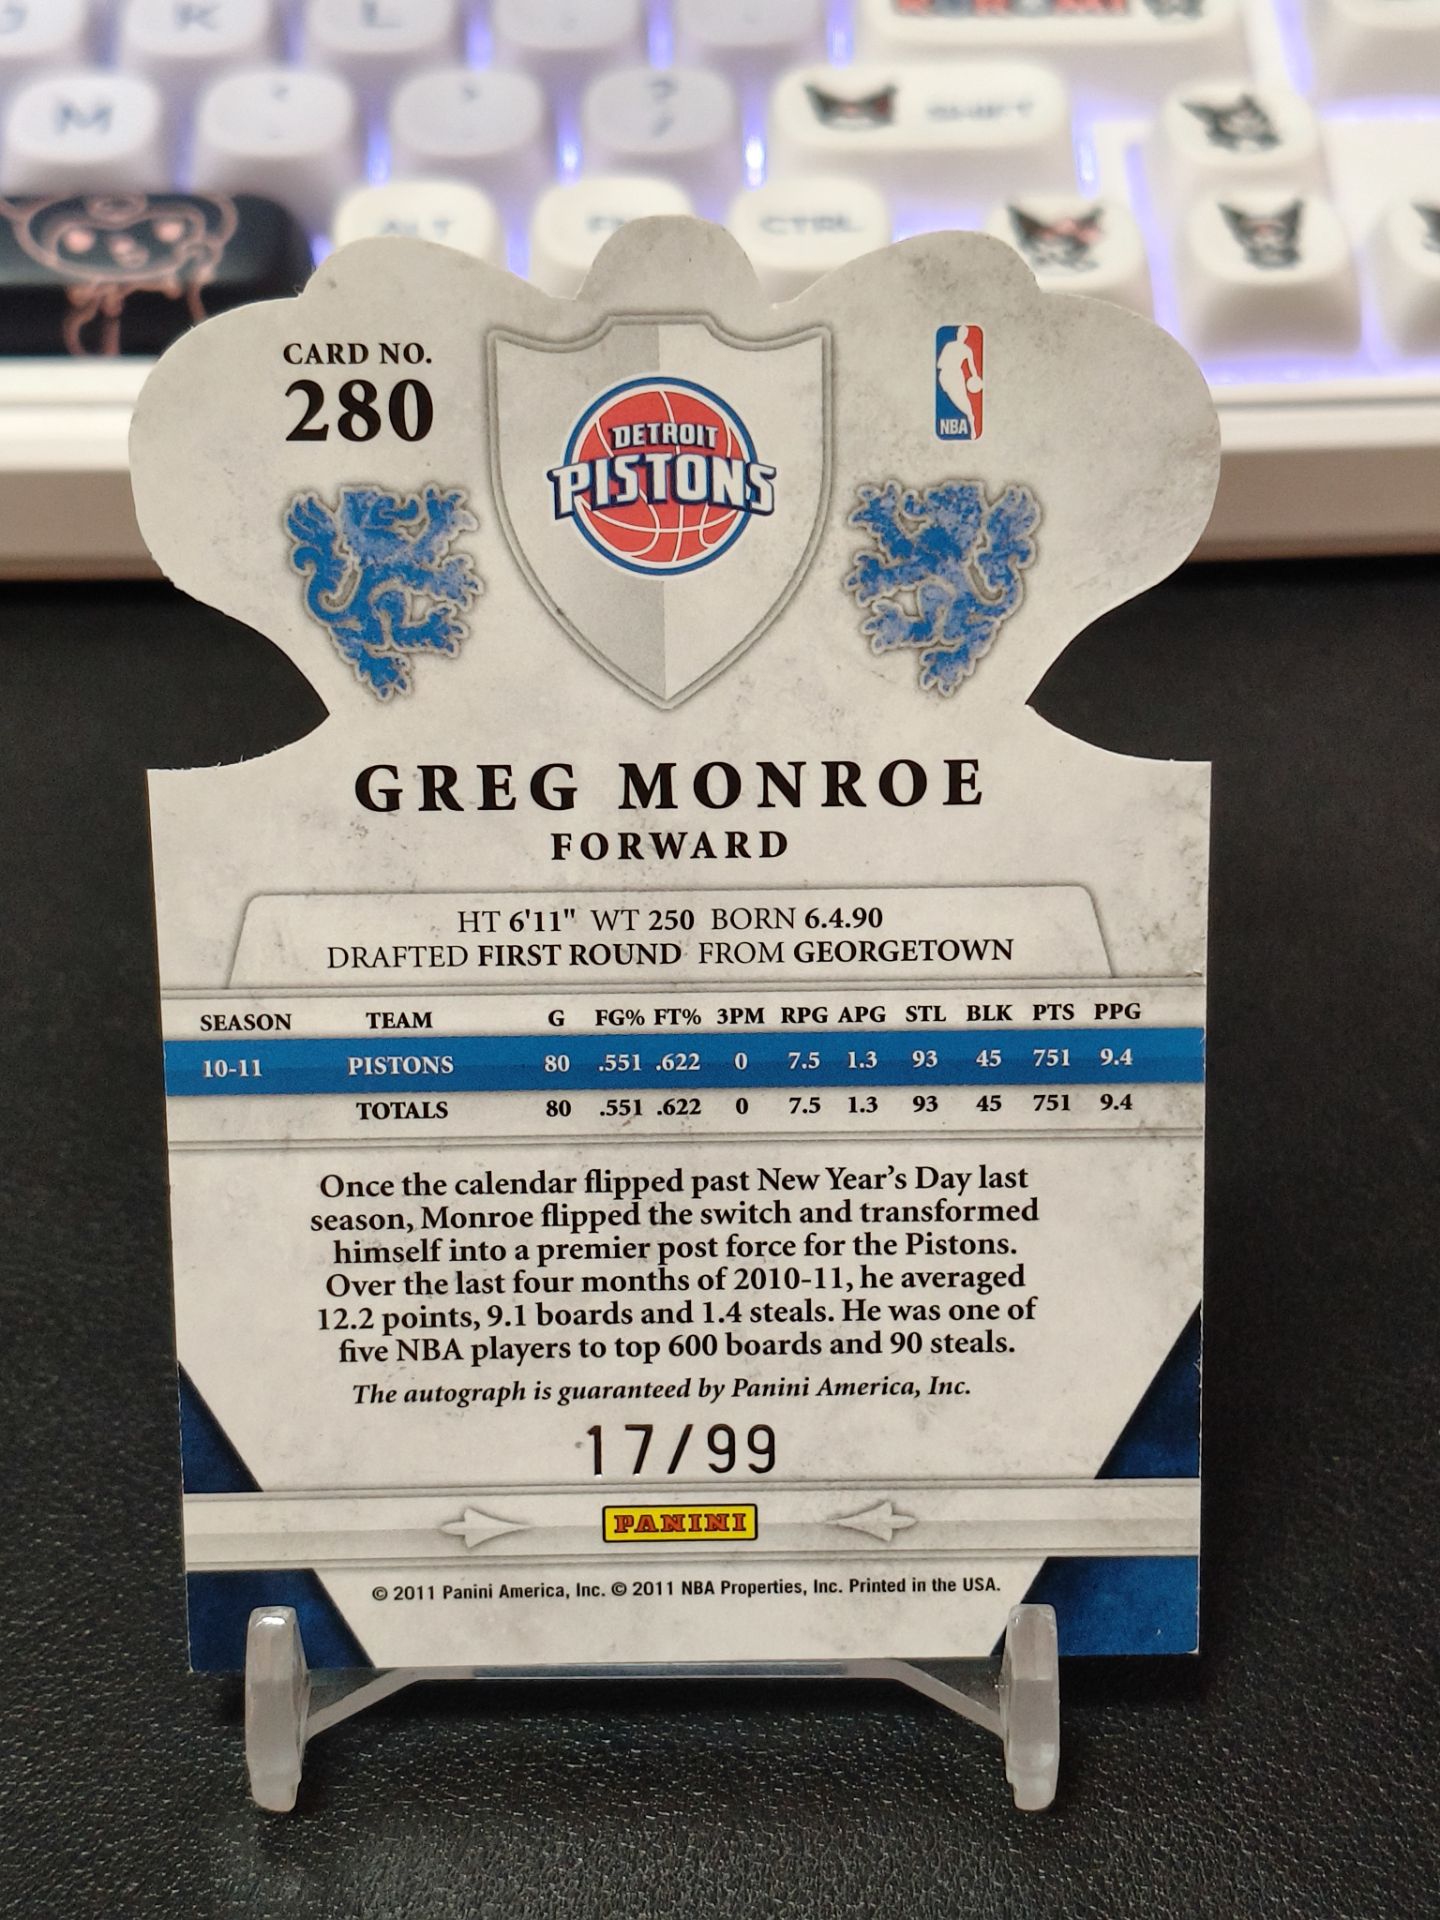 M
K
L
?
/
SHIFT
ALT
CTRL
CARD NO.
280
DETROIT
PISTONS
NBA
GREG MONROE
FORWARD
HT 6'11" WT 250 BORN 6.4.90
DRAFTED FIRST ROUND FROM GEORGETOWN
SEASON TEAM G FG% FT% 3PM RPG APG STL BLK PTS PPG
10-11 PISTONS 80 .551 .622 0 7.5 1.3 93 45 751 9.4
TOTALS 80 .551 .622 0 7.5 1.3 93 45 751 9.4
Once the calendar flipped past New Year's Day last
season, Monroe flipped the switch and transformed
himself into a premier post force for the Pistons.
Over the last four months of 2010-11, he averaged
12.2 points, 9.1 boards and 1.4 steals. He was one of
five NBA players to top 600 boards and 90 steals.
The autograph is guaranteed by Panini America, Inc.
17/99
PANINI
© 2011 Panini America, Inc. © 2011 NBA Properties, Inc. Printed in the USA.